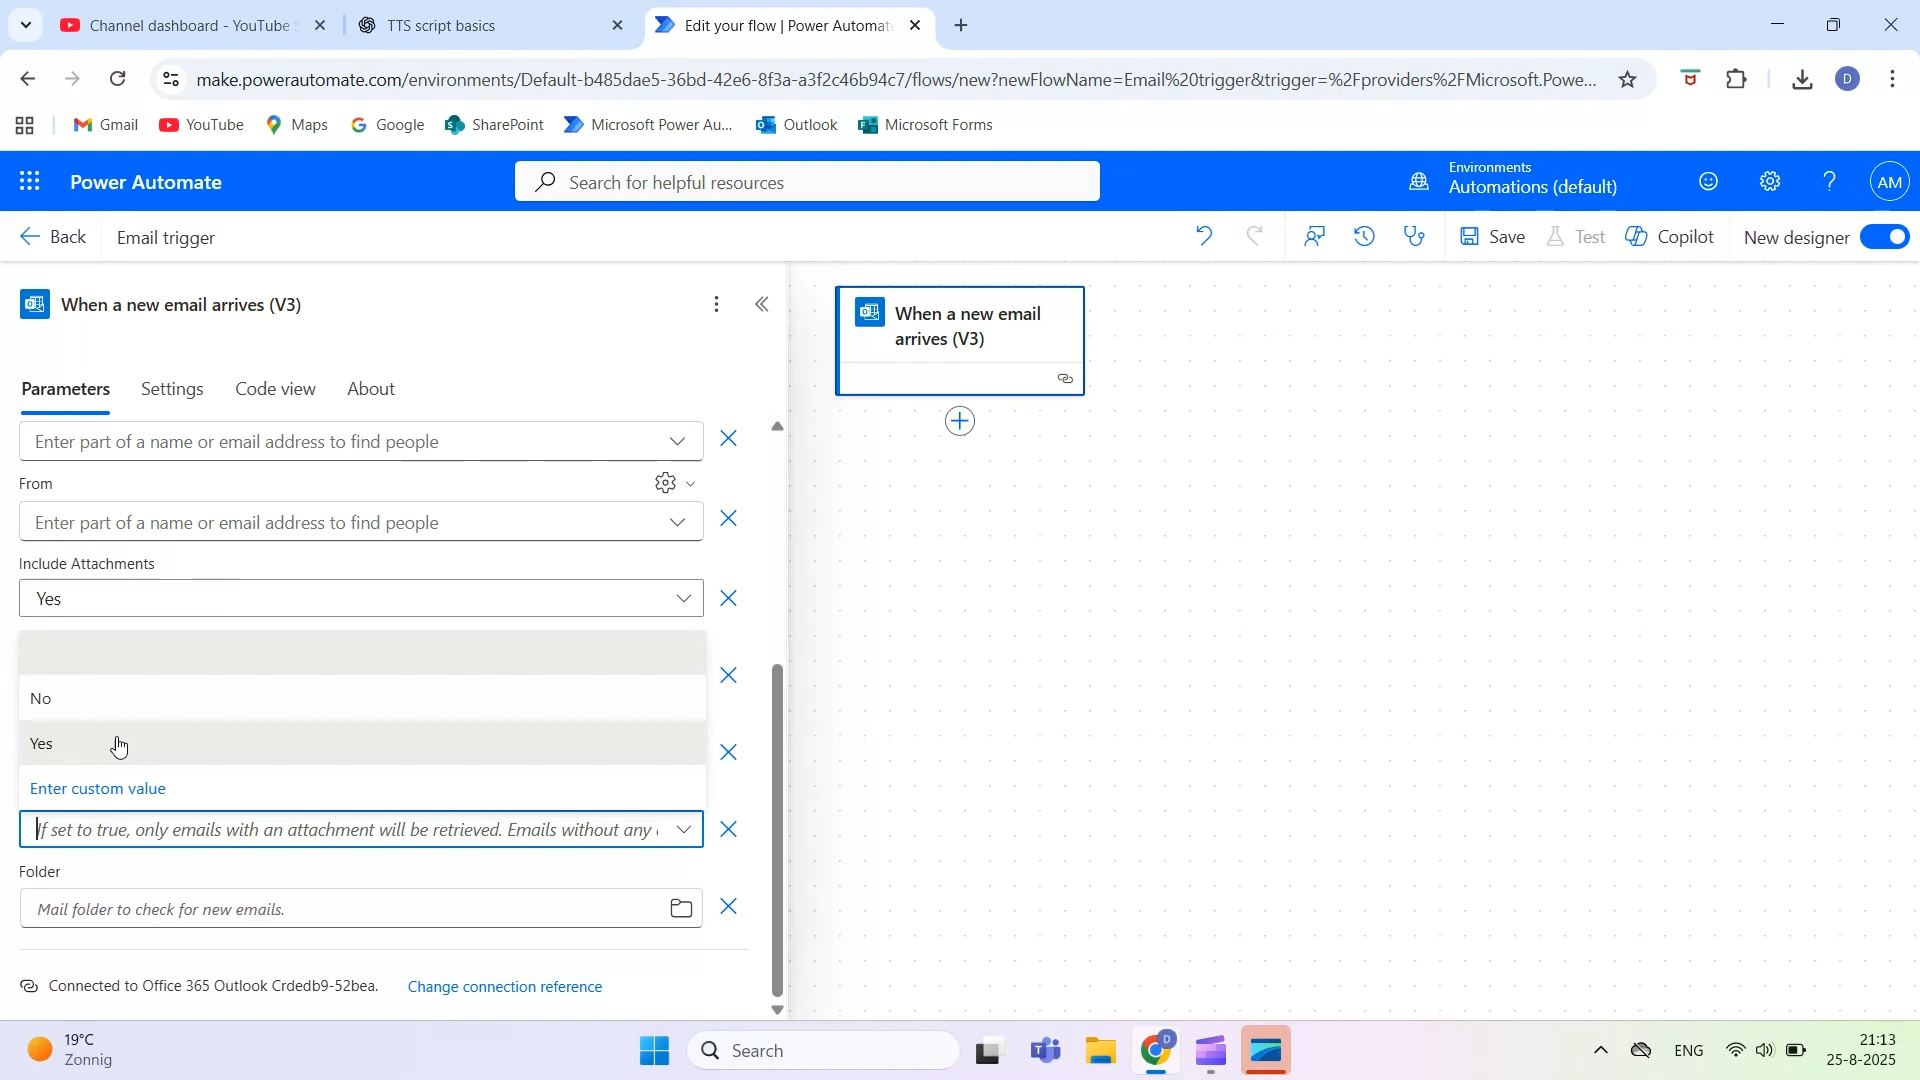 Channel dashboard - YouTube S
TTS script basics
Edit your flow | Power Automate
make.powerautomate.com/environments/Default-b485dae5-36bd-42e6-8f3a-a3f2c46b94c7/flows/new?newFlowName=Email%20trigger&trigger=%2Fproviders%2FMicrosoft.Powe...
D
Gmail
YouTube
Maps
Google
SharePoint
Microsoft Power Au...
Outlook
Microsoft Forms
Power Automate
Search for helpful resources
Environments
Automations (default)
AM
Back
Email trigger
Save
Test
Copilot
New designer
When a new email arrives (V3)
Parameters
Settings
Code view
About
Enter part of a name or email address to find people
From
Enter part of a name or email address to find people
Include Attachments
Yes
No
Yes
Enter custom value
If set to true, only emails with an attachment will be retrieved. Emails without any
Folder
Mail folder to check for new emails.
Connected to Office 365 Outlook Crdedb9-52bea.
Change connection reference
When a new email
arrives (V3)
19°C
Zonnig
Search
D
ENG
21:13
25-8-2025